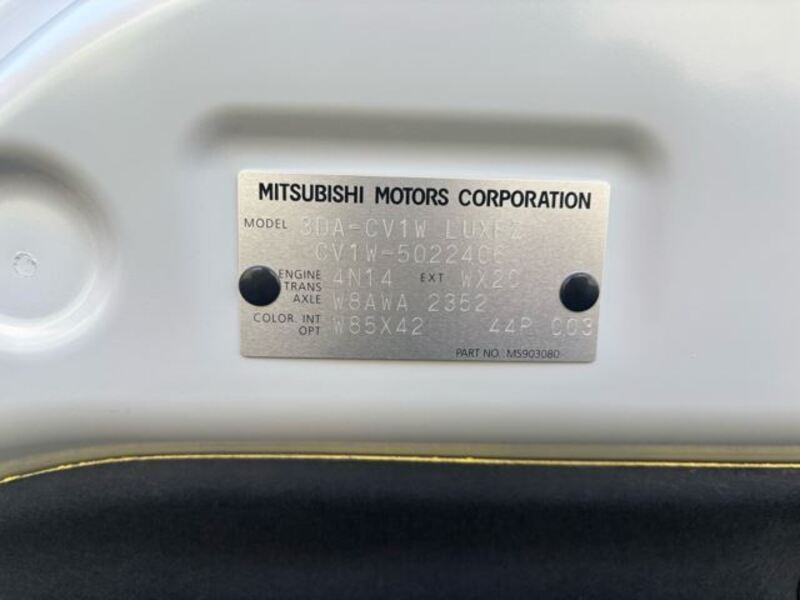 MITSUBISHI MOTORS CORPORATION
MODEL 3DA-CV1W LUXFZ
CV1W-5022406
ENGINE 4N14 EXT WX20
TRANS AXLE W8AWA 2352
COLOR. INT OPT W85X42 44P C03
PART NO. MS903080